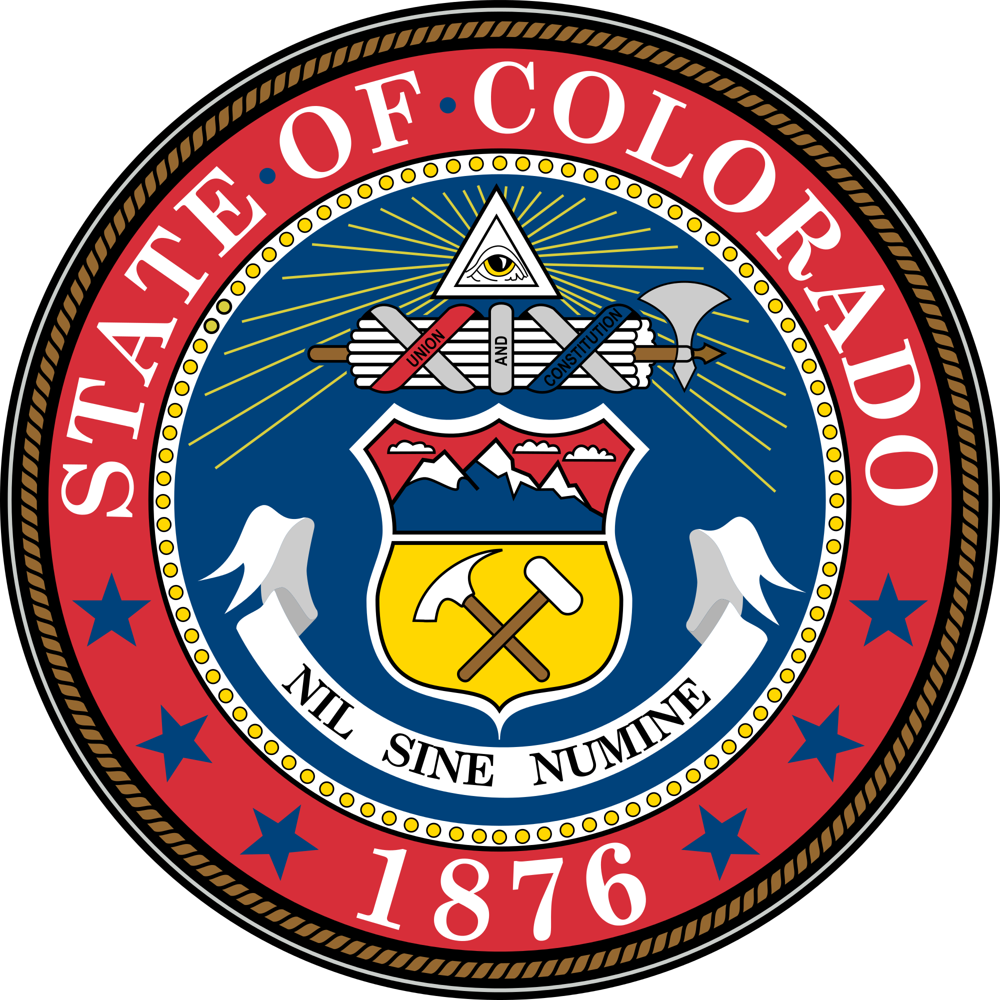 STATE • OF • COLORADO
UNION
AND
CONSTITUTION
NIL SINE NUMINE
1876